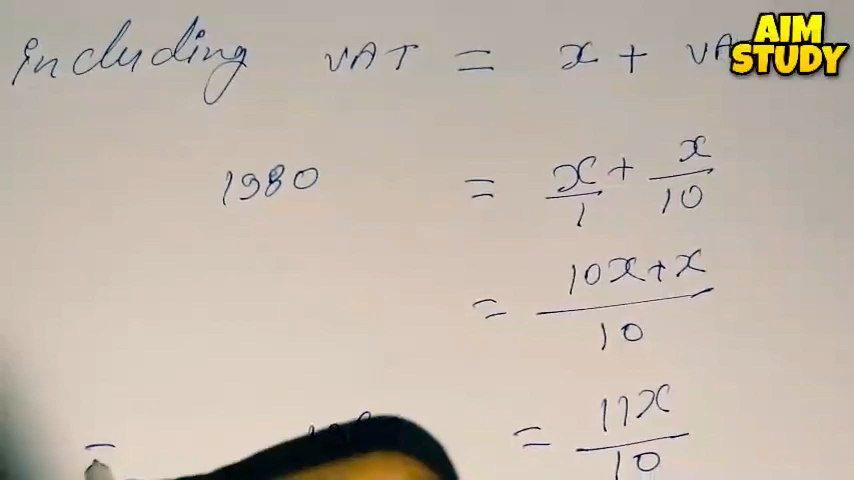 including VAT = x + VA
AIM
STUDY
1980 = x/1 + x/10
= 10x+x/10
= 11x/10